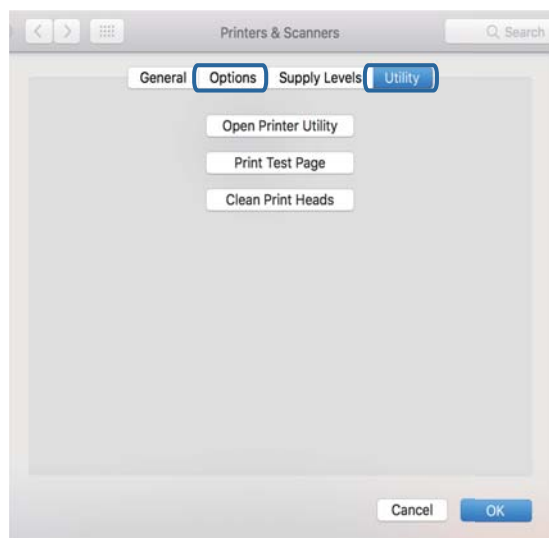 Printers & Scanners Search
General Options Supply Levels Utility
Open Printer Utility
Print Test Page
Clean Print Heads
Cancel OK